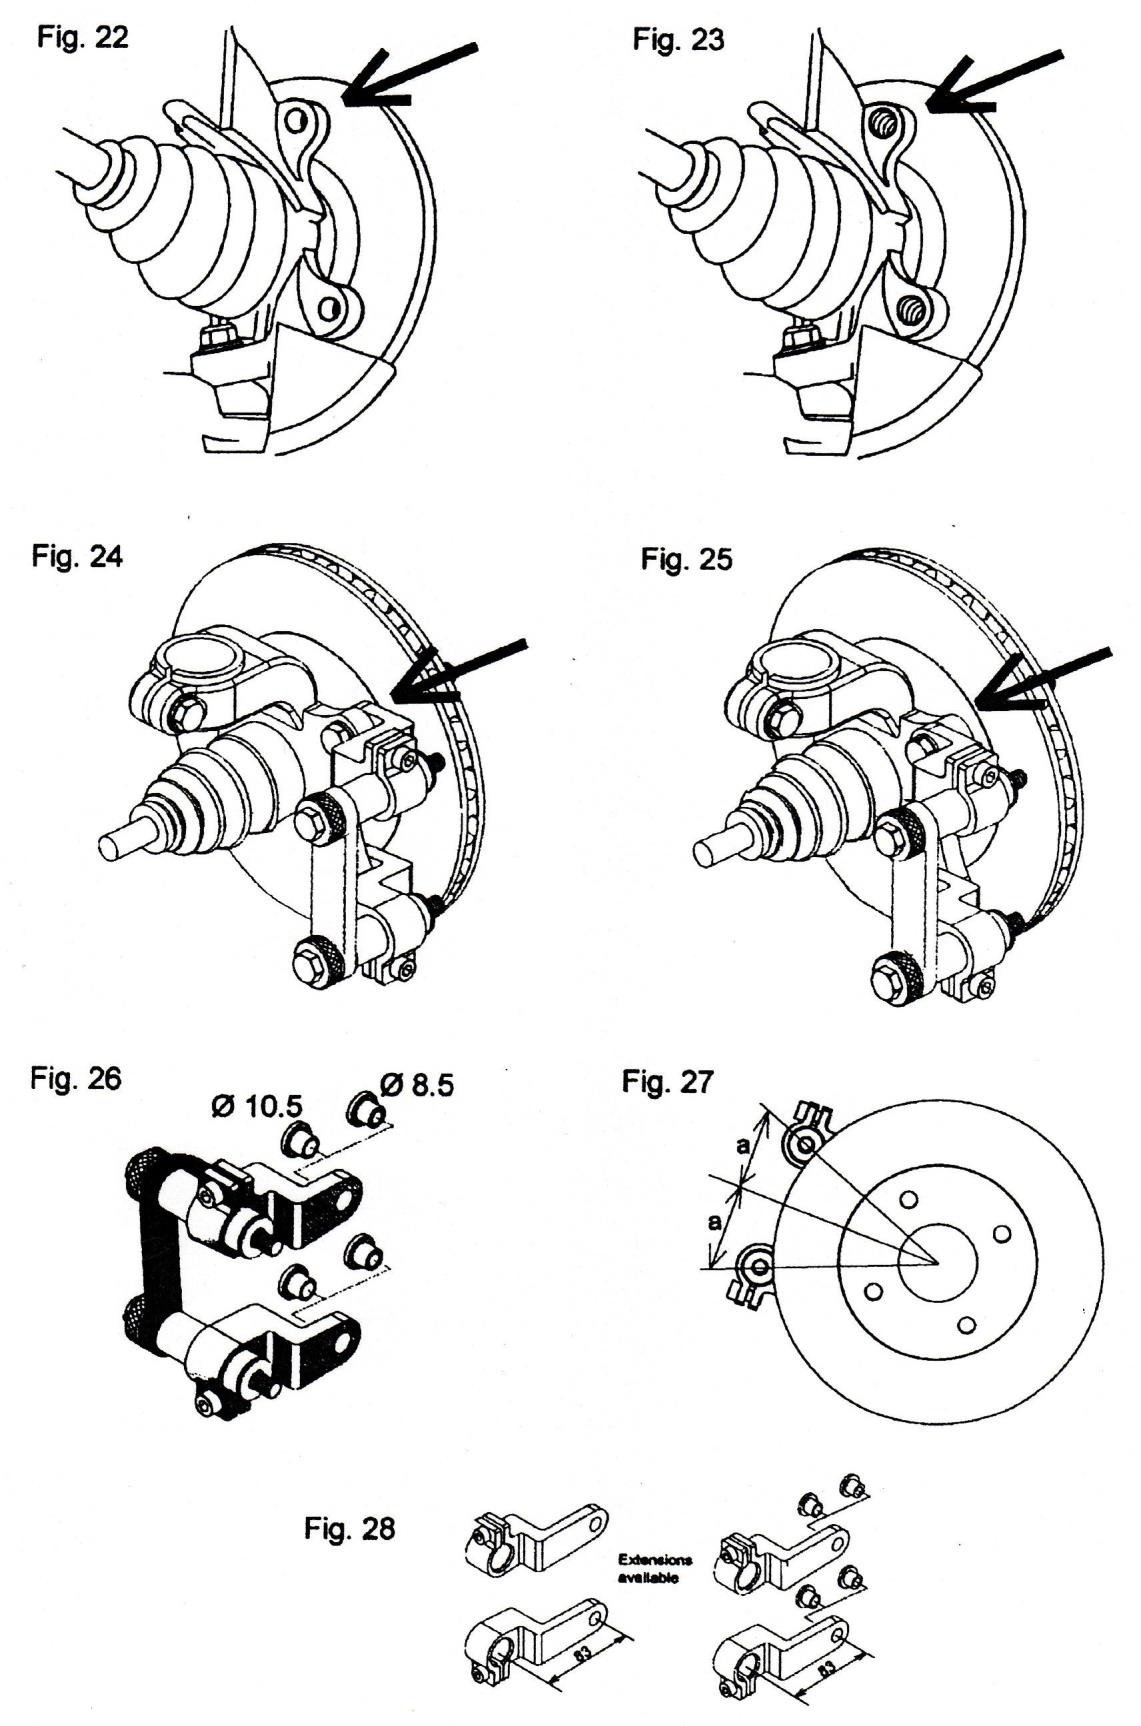 Fig. 22
Fig. 23
Fig. 24
Fig. 25
Fig. 26
Ø 10.5
Ø 8.5
Fig. 27
a
a
Fig. 28
Extensions
available
83
83